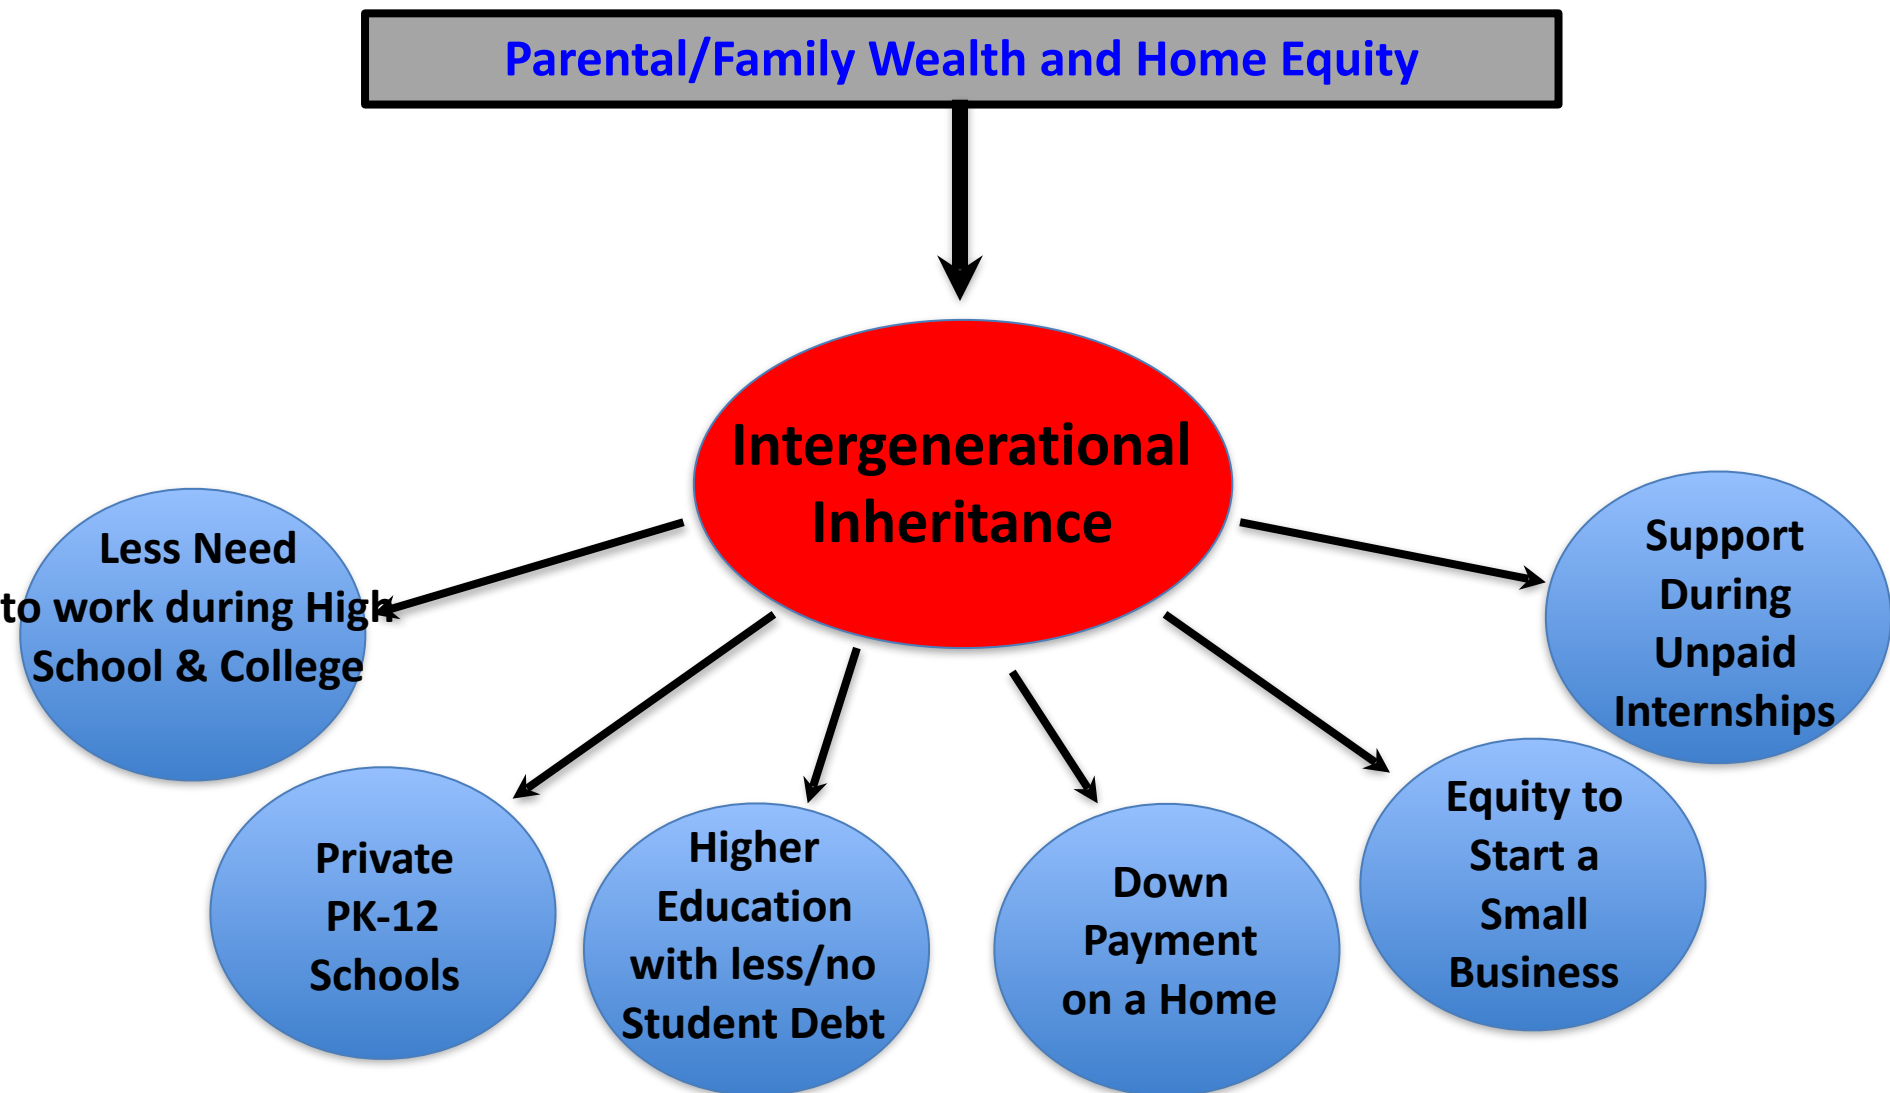 Parental/Family Wealth and Home Equity
Intergenerational
Inheritance
Less Need
to work during High
School & College
Private
PK-12
Schools
Higher
Education
with less/no
Student Debt
Down
Payment
on a Home
Equity to
Start a
Small
Business
Support
During
Unpaid
Internships